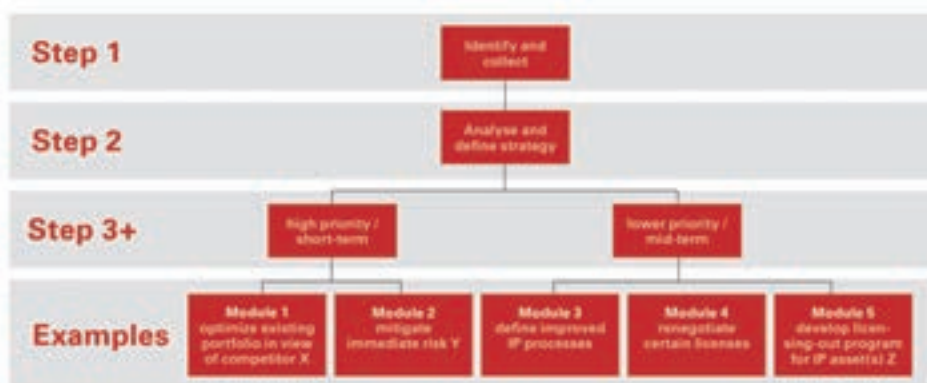 Step 1
Identify and
collect
Step 2
Analyse and
define strategy
Step 3+
high priority /
short-term
lower priority /
mid-term
Examples
Module 1
optimize existing
portfolio in view
of competitor X
Module 2
mitigate
immediate risk Y
Module 3
define improved
IP processes
Module 4
renegotiate
certain licenses
Module 5
develop licen-
sing-out program
for IP asset(s) Z